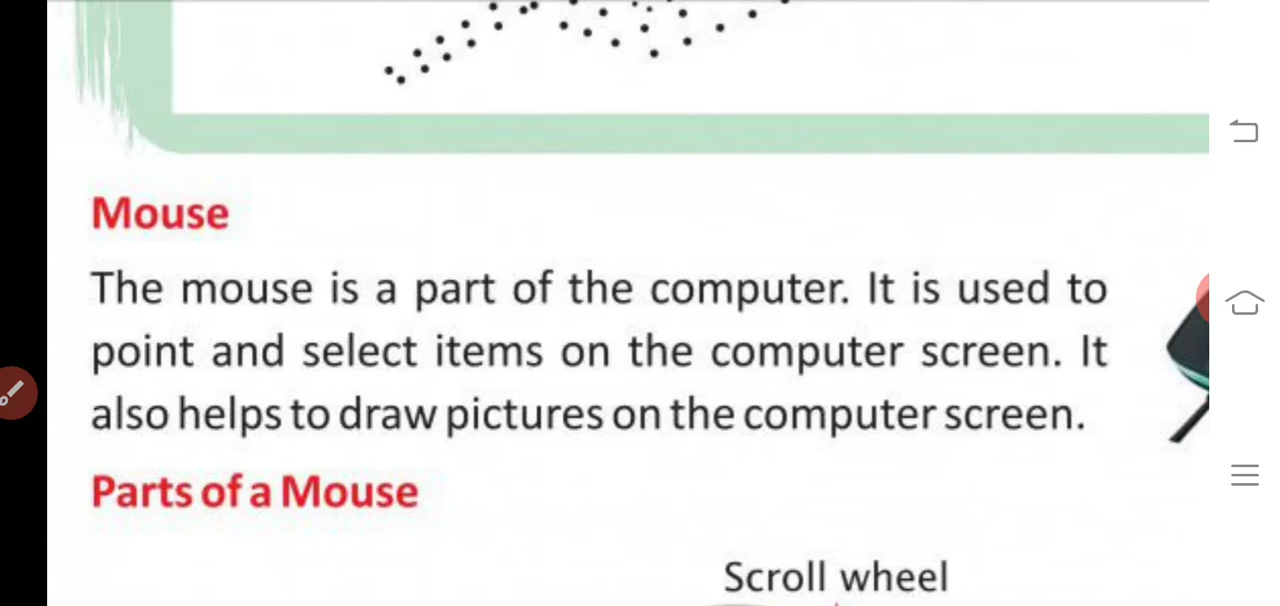 Mouse
The mouse is a part of the computer. It is used to
point and select items on the computer screen. It
also helps to draw pictures on the computer screen.
Parts of a Mouse
Scroll wheel